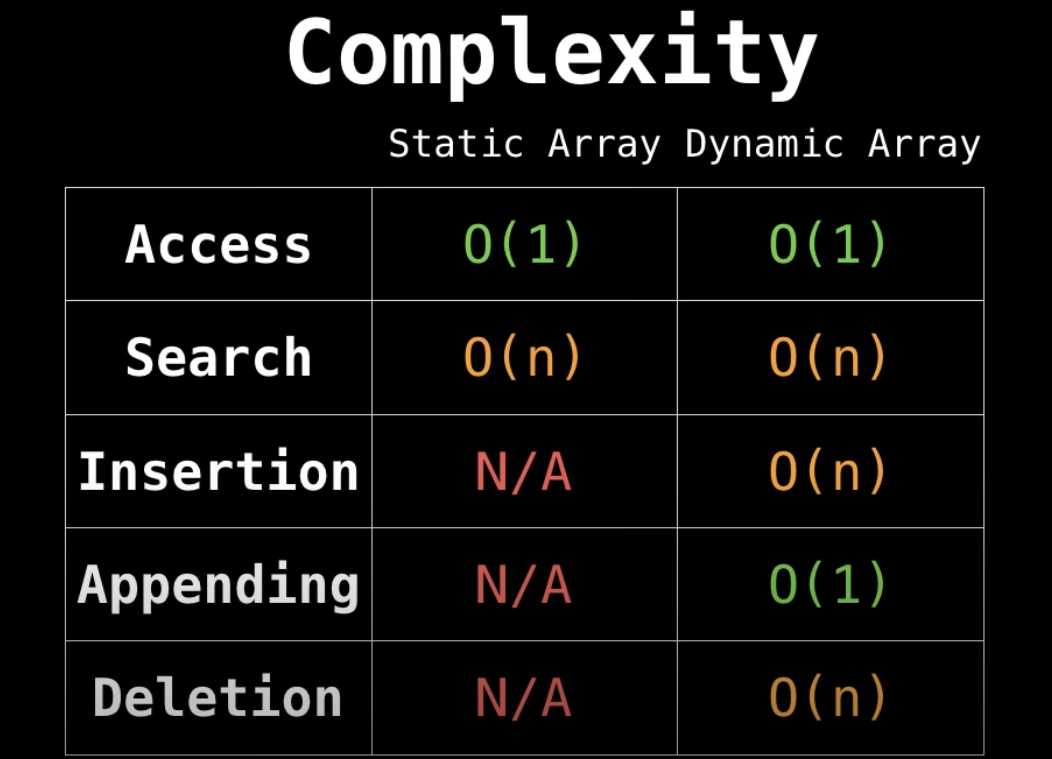 Complexity
Static Array Dynamic Array
Access O(1) O(1)
Search O(n) O(n)
Insertion N/A O(n)
Appending N/A O(1)
Deletion N/A O(n)